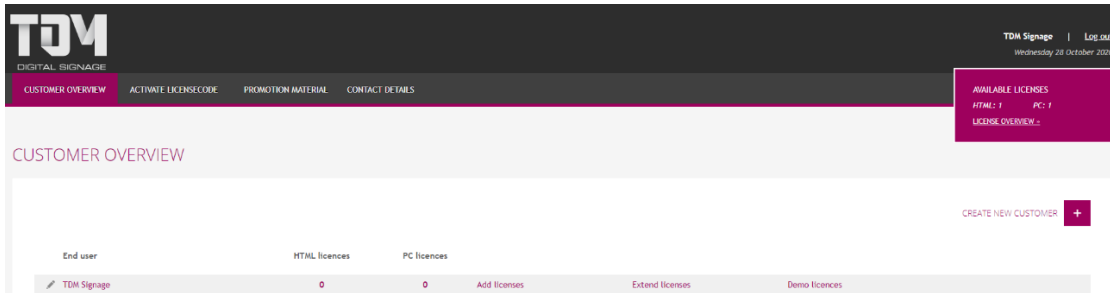 TDM
DIGITAL SIGNAGE
TDM Signage | Log ou
Wednesday 28 October 202
CUSTOMER OVERVIEW ACTIVATE LICENSECODE PROMOTION MATERIAL CONTACT DETAILS
AVAILABLE LICENSES
HTML: 1 PC: 1
LICENSE OVERVIEW »
CUSTOMER OVERVIEW
CREATE NEW CUSTOMER +
End user HTML licences PC licences
TDM Signage 0 0 Add licenses Extend licenses Demo licences